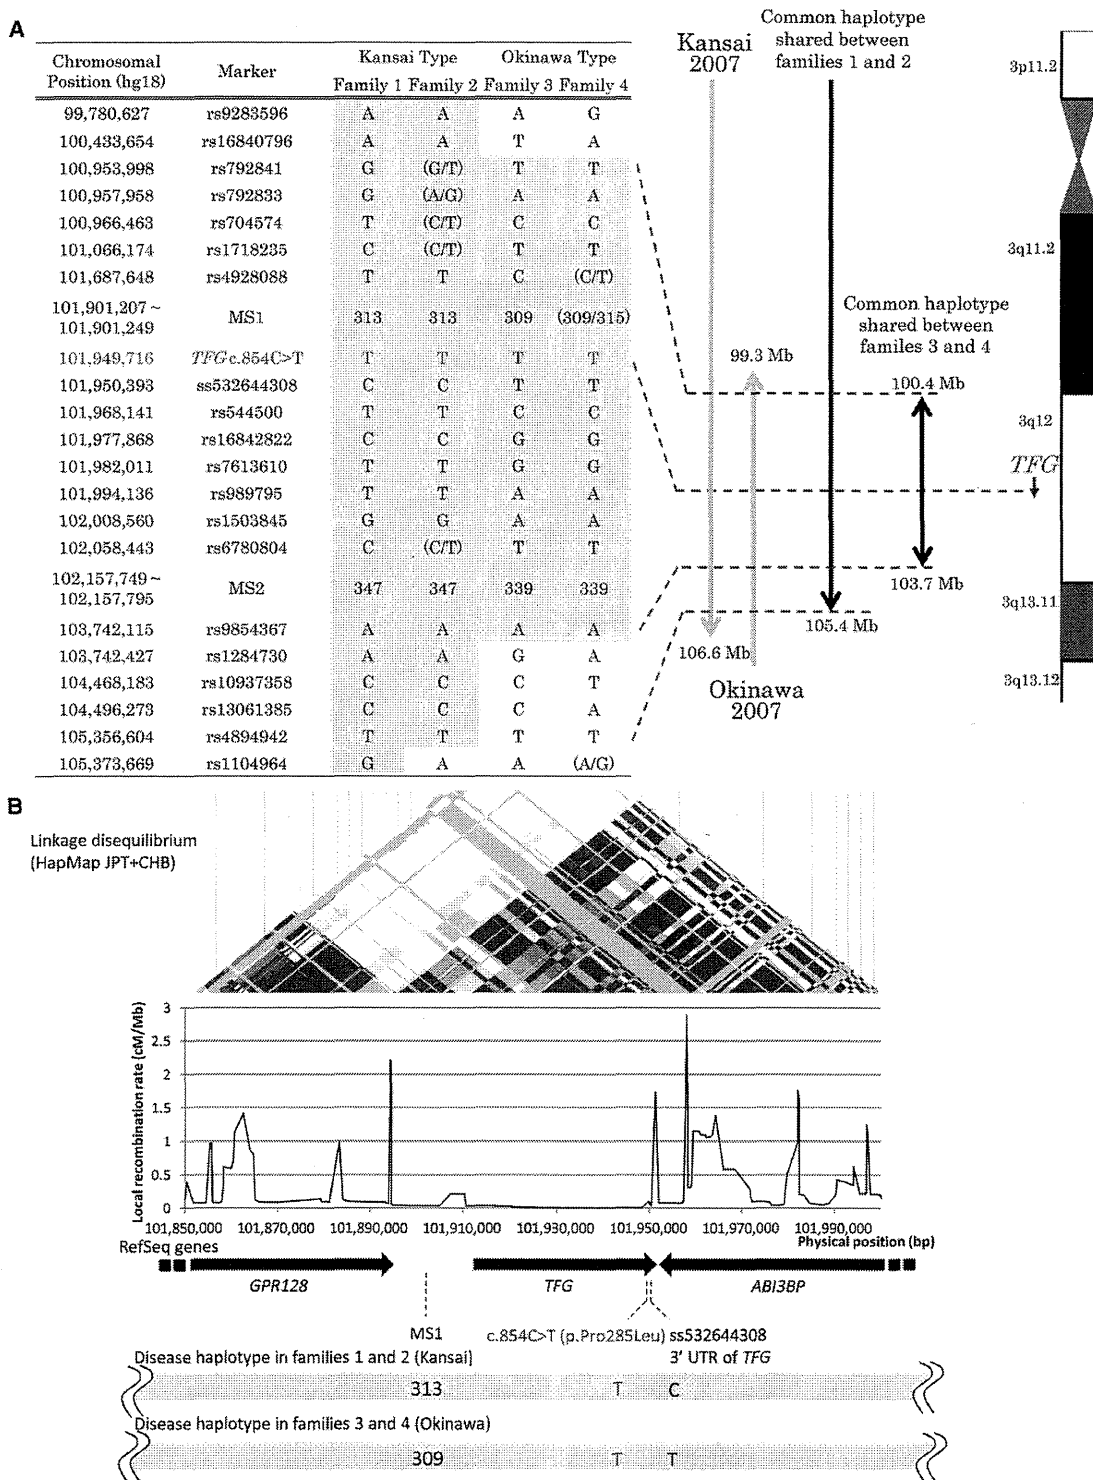 A
Chromosomal Position (hg18) Marker Kansai Type Okinawa Type
Family 1 Family 2 Family 3 Family 4
99,780,627 rs9283596 A A A G
100,433,654 rs16840796 A A T A
100,953,998 rs792841 G (G/T) T T
100,957,958 rs792833 G (A/G) A A
100,966,463 rs704574 T (C/T) C C
101,066,174 rs1718235 C (C/T) T T
101,687,648 rs4928088 T T C (C/T)
101,901,207~101,901,249 MS1 313 313 309 (309/315)
101,949,716 TFG c.854C>T T T T T
101,950,393 ss532644308 C C T T
101,968,141 rs544500 T T C C
101,977,868 rs16842822 C C G G
101,982,011 rs7613610 T T G G
101,994,136 rs989795 T T A A
102,008,560 rs1503845 G G A A
102,058,443 rs6780804 C (C/T) T T
102,157,749~102,157,795 MS2 347 347 339 339
103,742,115 rs9854367 A A A A
103,742,427 rs1284730 A A G A
104,468,183 rs10937358 C C C T
104,496,273 rs13061385 C C C A
105,356,604 rs4894942 T T T T
105,373,669 rs1104964 G A A (A/G)
Kansai
2007
Common haplotype
shared between
families 1 and 2
Common haplotype
shared between
familes 3 and 4
99.3 Mb
100.4 Mb
103.7 Mb
105.4 Mb
106.6 Mb
Okinawa
2007
3p11.2
3q11.2
3q12
TFG
3q13.11
3q13.12
B
Linkage disequilibrium
(HapMap JPT+CHB)
Local recombination rate (cM/Mb)
3
2.5
2
1.5
1
0.5
0
101,850,000 101,870,000 101,890,000 101,910,000 101,930,000 101,950,000 101,970,000 101,990,000
Physical position (bp)
RefSeq genes
GPR128 TFG ABI3BP
MS1 c.854C>T (p.Pro285Leu) ss532644308
3' UTR of TFG
Disease haplotype in families 1 and 2 (Kansai)
313 T C
Disease haplotype in families 3 and 4 (Okinawa)
309 T T